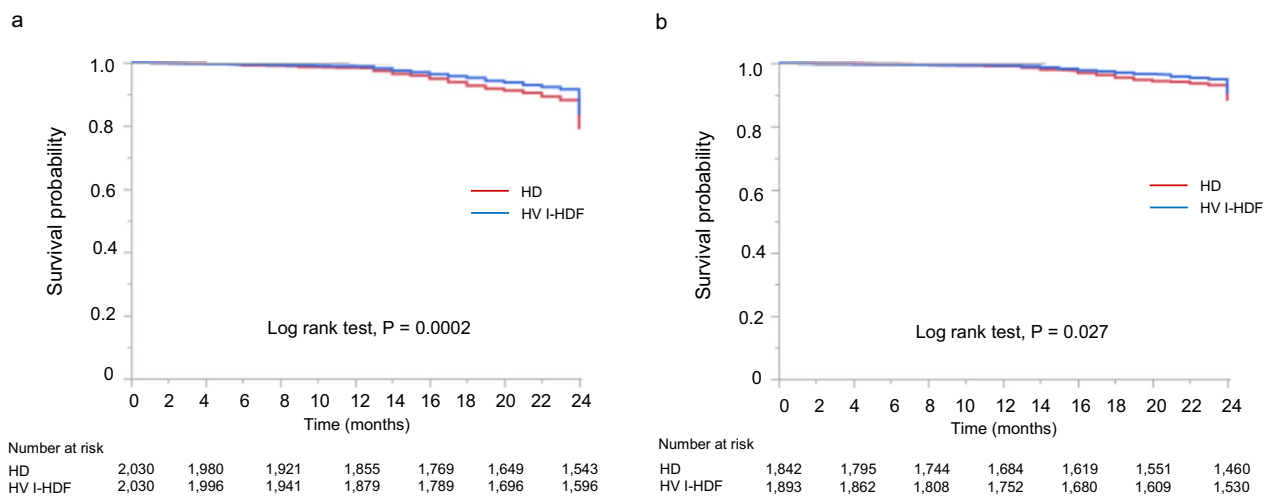 a
Survival probability
1.0
0.8
0.6
0.4
0.2
0
HD
HV I-HDF
Log rank test, P = 0.0002
0 2 4 6 8 10 12 14 16 18 20 22 24
Time (months)
Number at risk
HD 2,030 1,980 1,921 1,855 1,769 1,649 1,543
HV I-HDF 2,030 1,996 1,941 1,879 1,789 1,696 1,596
b
Survival probability
1.0
0.8
0.6
0.4
0.2
0
HD
HV I-HDF
Log rank test, P = 0.027
0 2 4 6 8 10 12 14 16 18 20 22 24
Time (months)
Number at risk
HD 1,842 1,795 1,744 1,684 1,619 1,551 1,460
HV I-HDF 1,893 1,862 1,808 1,752 1,680 1,609 1,530